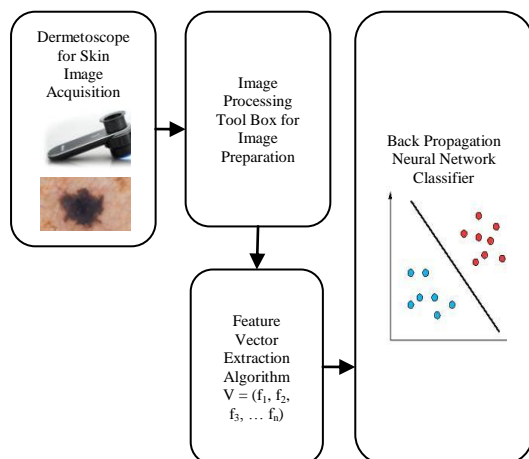 Dermetoscope
for Skin
Image
Acquisition
Image
Processing
Tool Box for
Image
Preparation
Feature
Vector
Extraction
Algorithm
V = (f₁, f₂,
f₃, … fₙ)
Back Propagation
Neural Network
Classifier